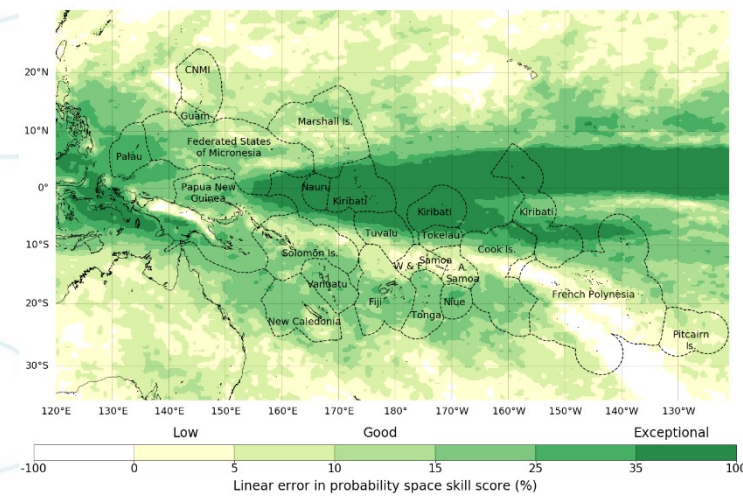 20°N
CNMI
Guam
Marshall Is.
10°N
Federated States
of Micronesia
Palau
0°
Papua New
Guinea
Nauru
Kiribati
Kiribati
Kiribati
10°S
Tuvalu
Tokelau
Solomon Is.
Cook Is.
W & F
Samoa
A.
Samoa
Vanuatu
20°S
Fiji
Niue
French Polynesia
New Caledonia
Tonga
Pitcairn
Is.
30°S
120°E 130°E 140°E 150°E 160°E 170°E 180° 170°W 160°W 150°W 140°W 130°W
Low Good Exceptional
-100 0 5 10 15 25 35 100
Linear error in probability space skill score (%)